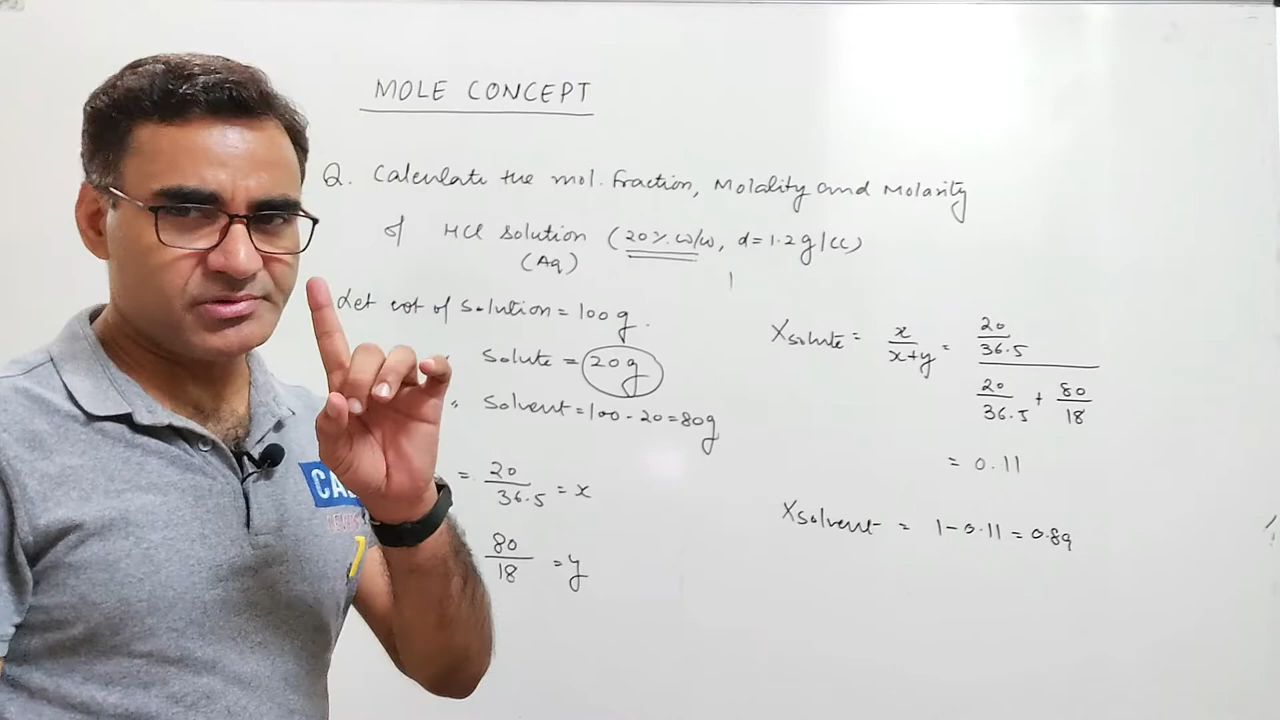 MOLE CONCEPT
Q. Calculate the mol. fraction, Molality and Molarity
of HCl Solution (20% w/w, d=1.2g/cc)
(Aq)
Let wt of Solution = 100g.
" Solute = 20g
" Solvent = 100-20=80g
= 20/36.5 = x
80/18 = y
Xsolute = x/x+y = 20/36.5 / 20/36.5 + 80/18
= 0.11
Xsolvent = 1-0.11=0.89